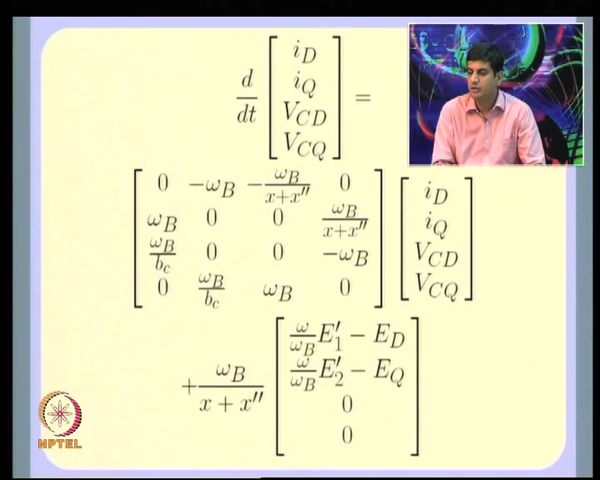 d/dt [ i_D i_Q V_CD V_CQ ] =
[ 0 −ω_B −ω_B/(x+x″) 0
ω_B 0 0 ω_B/(x+x″)
ω_B/b_c 0 0 −ω_B
0 ω_B/b_c ω_B 0 ] [ i_D i_Q V_CD V_CQ ]
+ ω_B/(x+x″) [ (ω/ω_B)E′_1 − E_D
(ω/ω_B)E′_2 − E_Q
0
0 ]
NPTEL